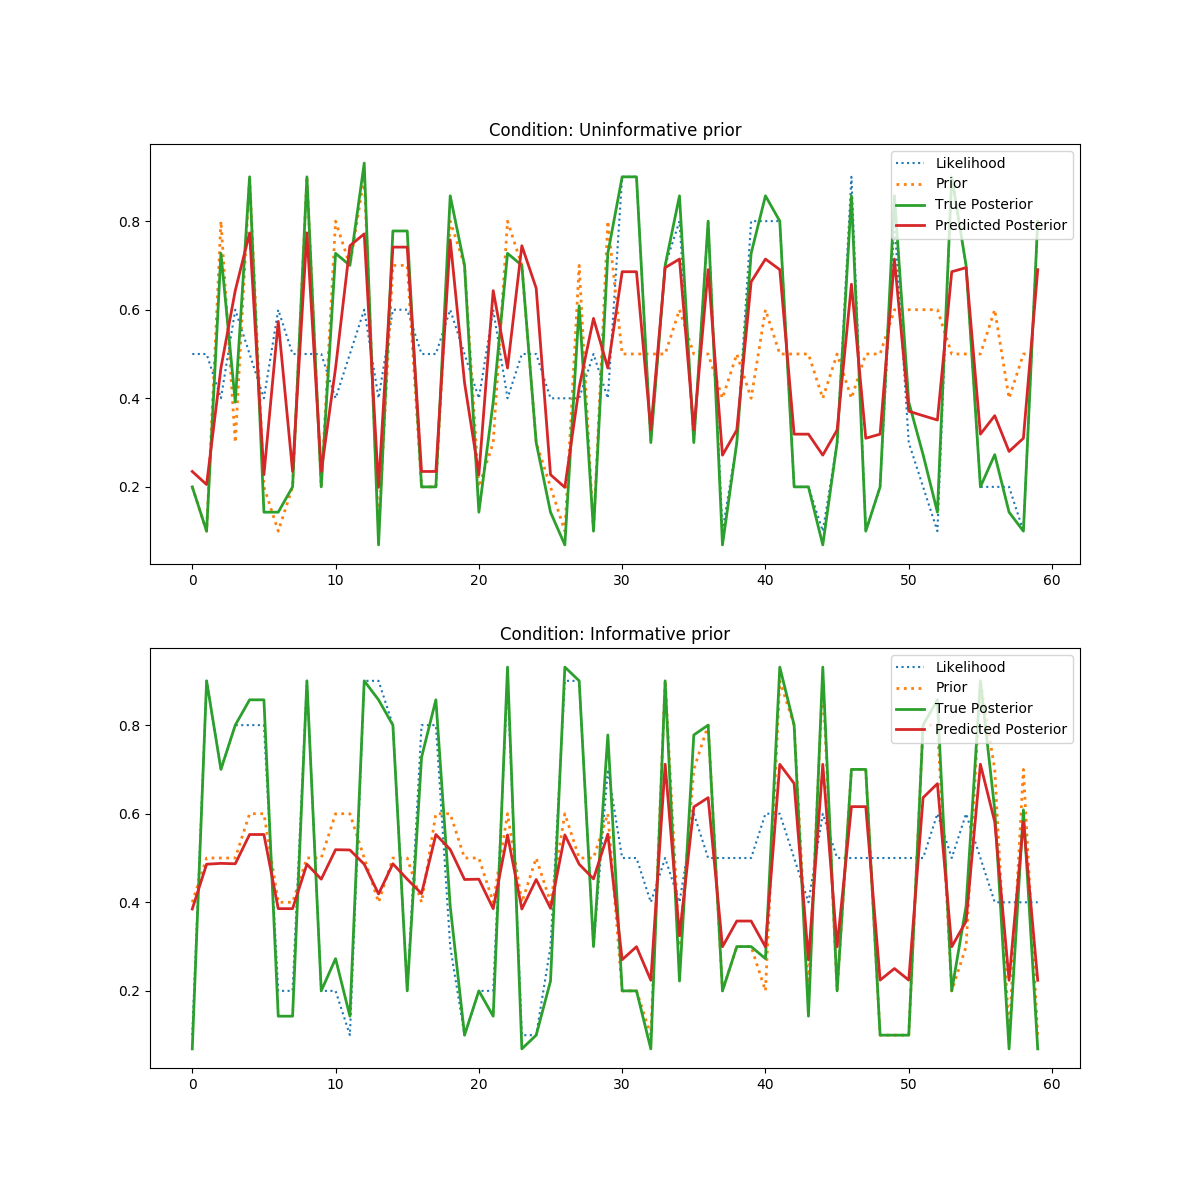 Condition: Uninformative prior
Likelihood
Prior
True Posterior
Predicted Posterior
0.8
0.6
0.4
0.2
0 10 20 30 40 50 60
Condition: Informative prior
Likelihood
Prior
True Posterior
Predicted Posterior
0.8
0.6
0.4
0.2
0 10 20 30 40 50 60